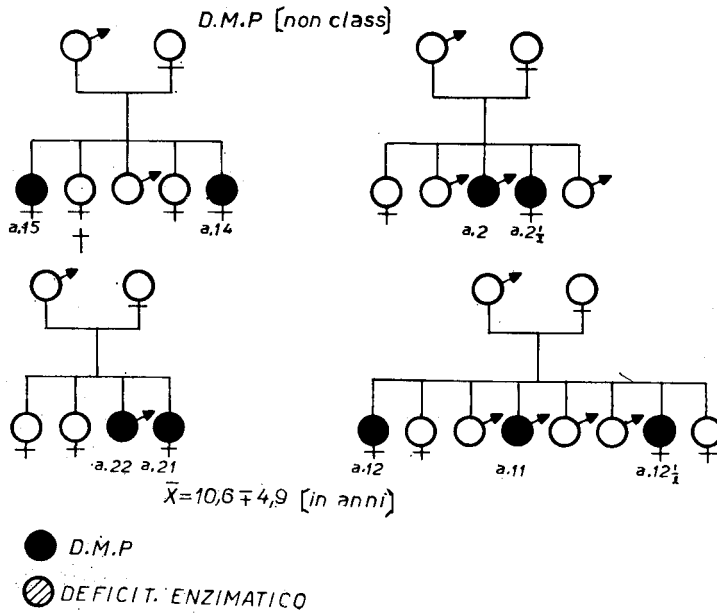 D.M.P [non class]
a.15 a.14
a.2 a.2½
a.22 a.21
a.12 a.11 a.12½
X̄=10,6∓4,9 [in anni]
D.M.P
DEFICIT. ENZIMATICO